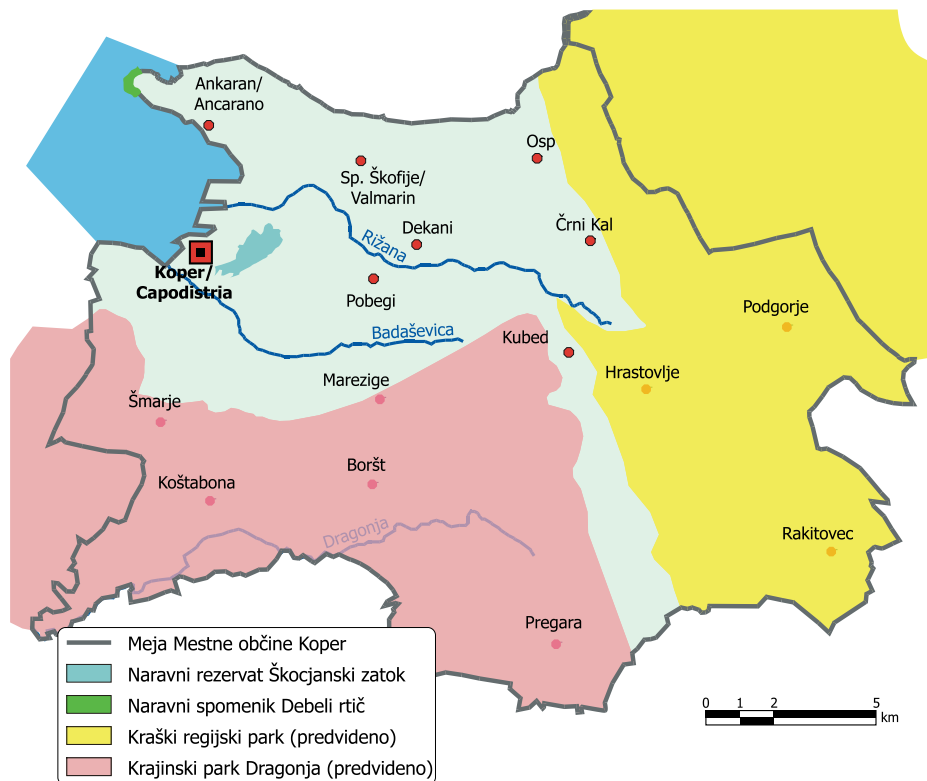 Ankaran/
Ancarano
Osp
Sp. Škofije/
Valmarin
Dekani
Črni Kal
Rižana
Koper/
Capodistria
Pobegi
Podgorje
Badaševica
Kubed
Hrastovlje
Marezige
Šmarje
Boršt
Koštabona
Dragonja
Rakitovec
Pregara
Meja Mestne občine Koper
Naravni rezervat Škocjanski zatok
Naravni spomenik Debeli rtič
Kraški regijski park (predvideno)
Krajinski park Dragonja (predvideno)
0 1 2 5
km